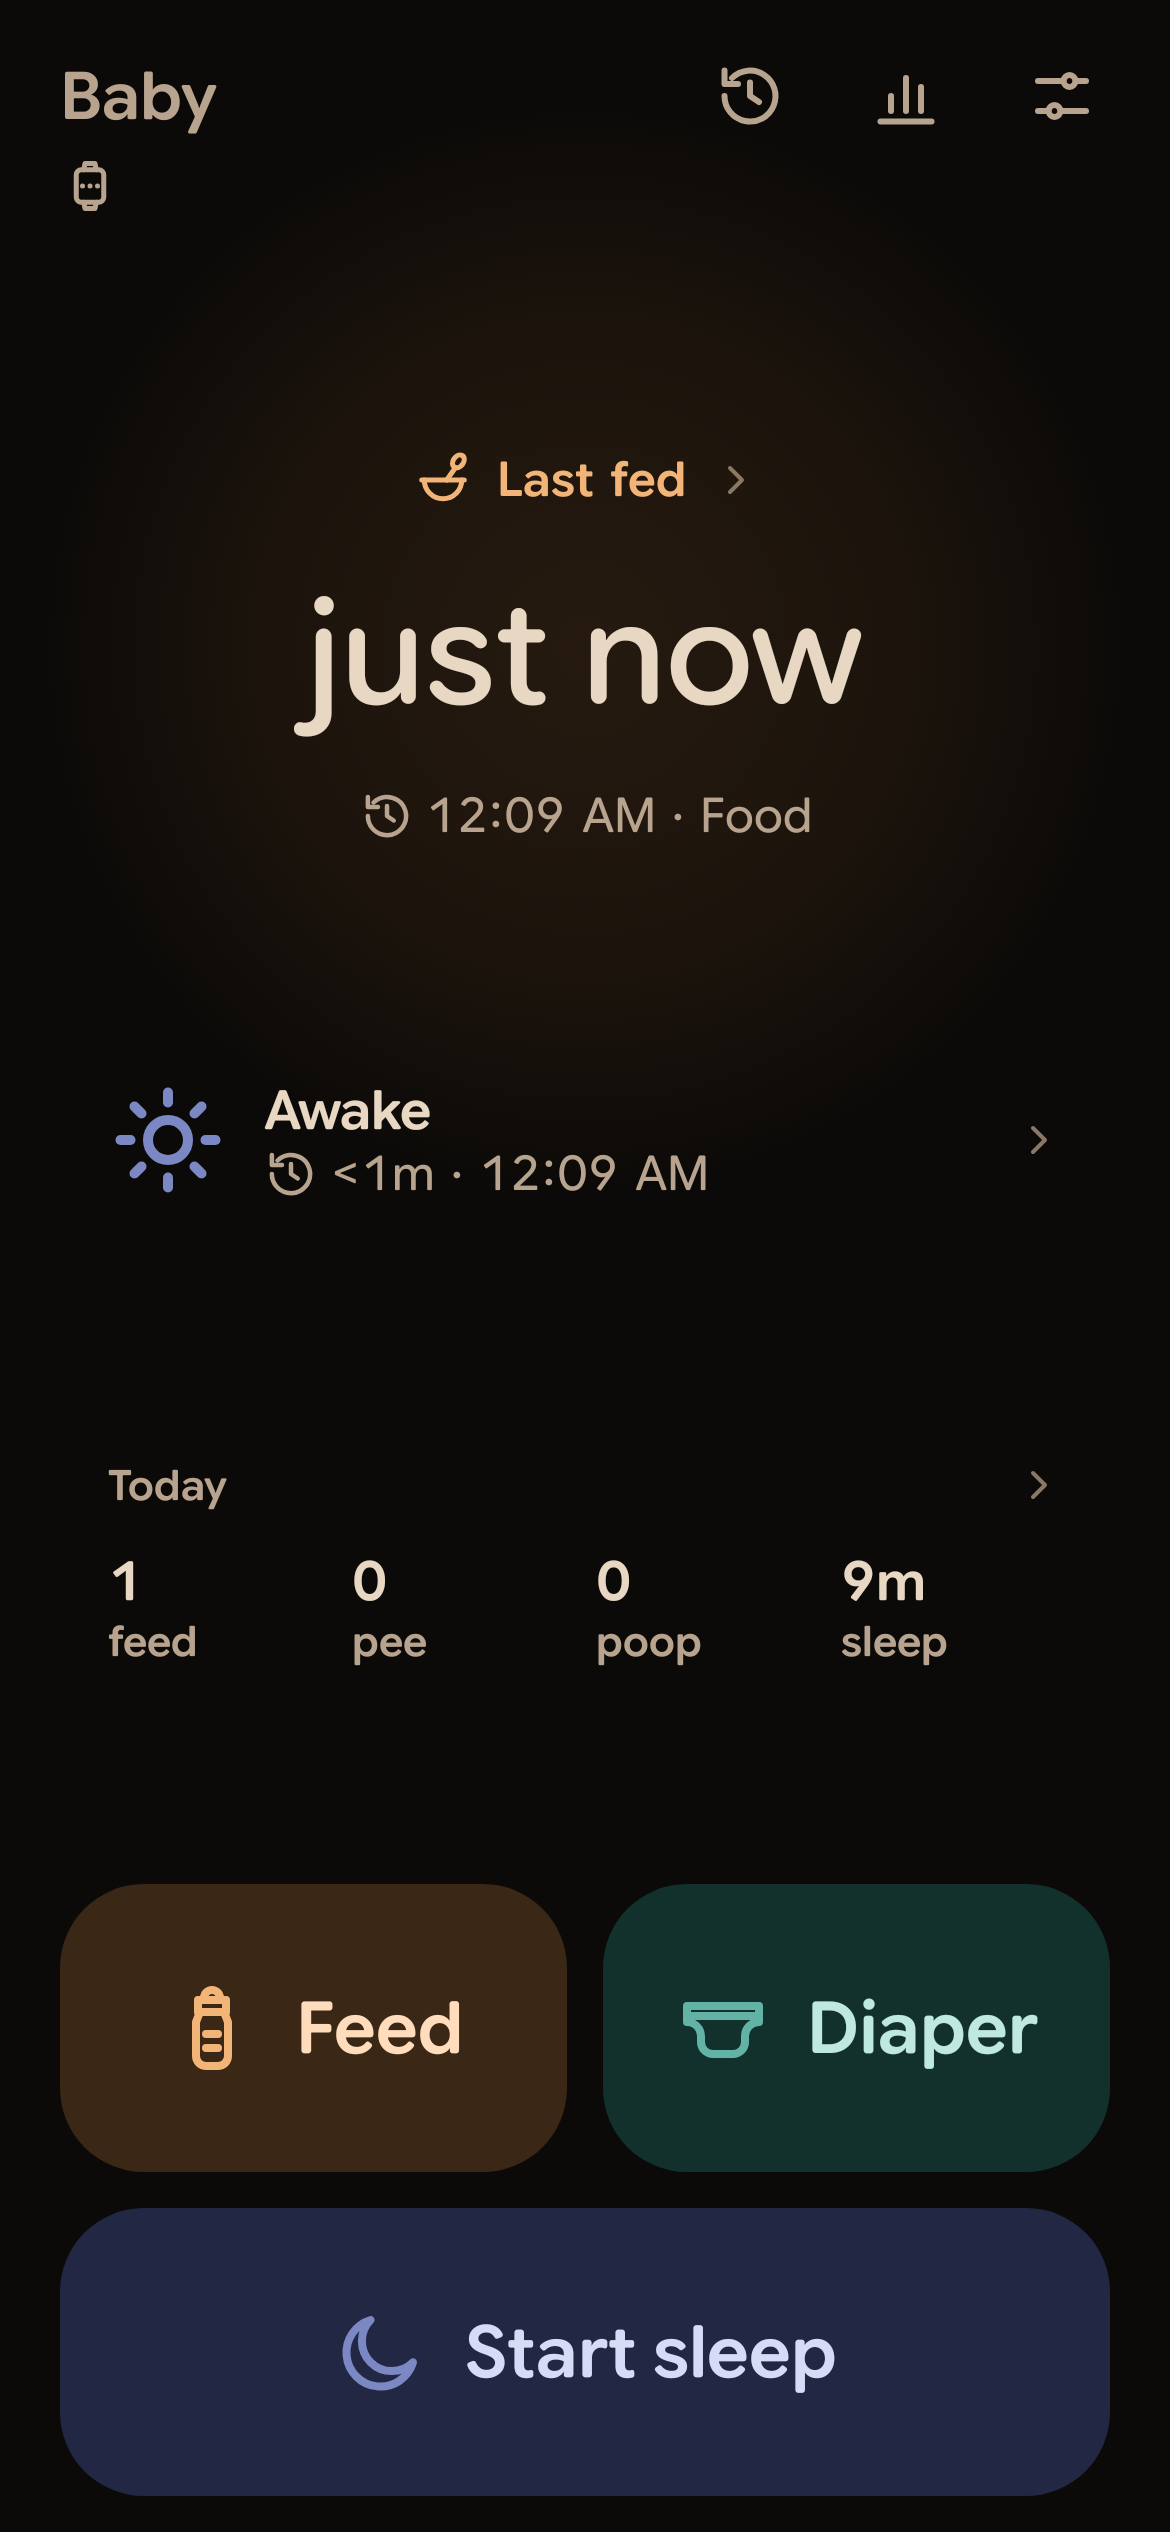 Baby
Last fed
just now
12:09 AM · Food
Awake
<1m · 12:09 AM
Today
1 0 0 9m
feed pee poop sleep
Feed Diaper
Start sleep